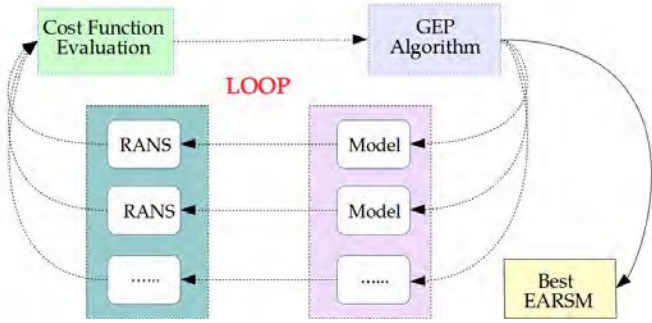 Cost Function
Evaluation
GEP
Algorithm
LOOP
RANS
Model
RANS
Model
......
......
Best
EARSM